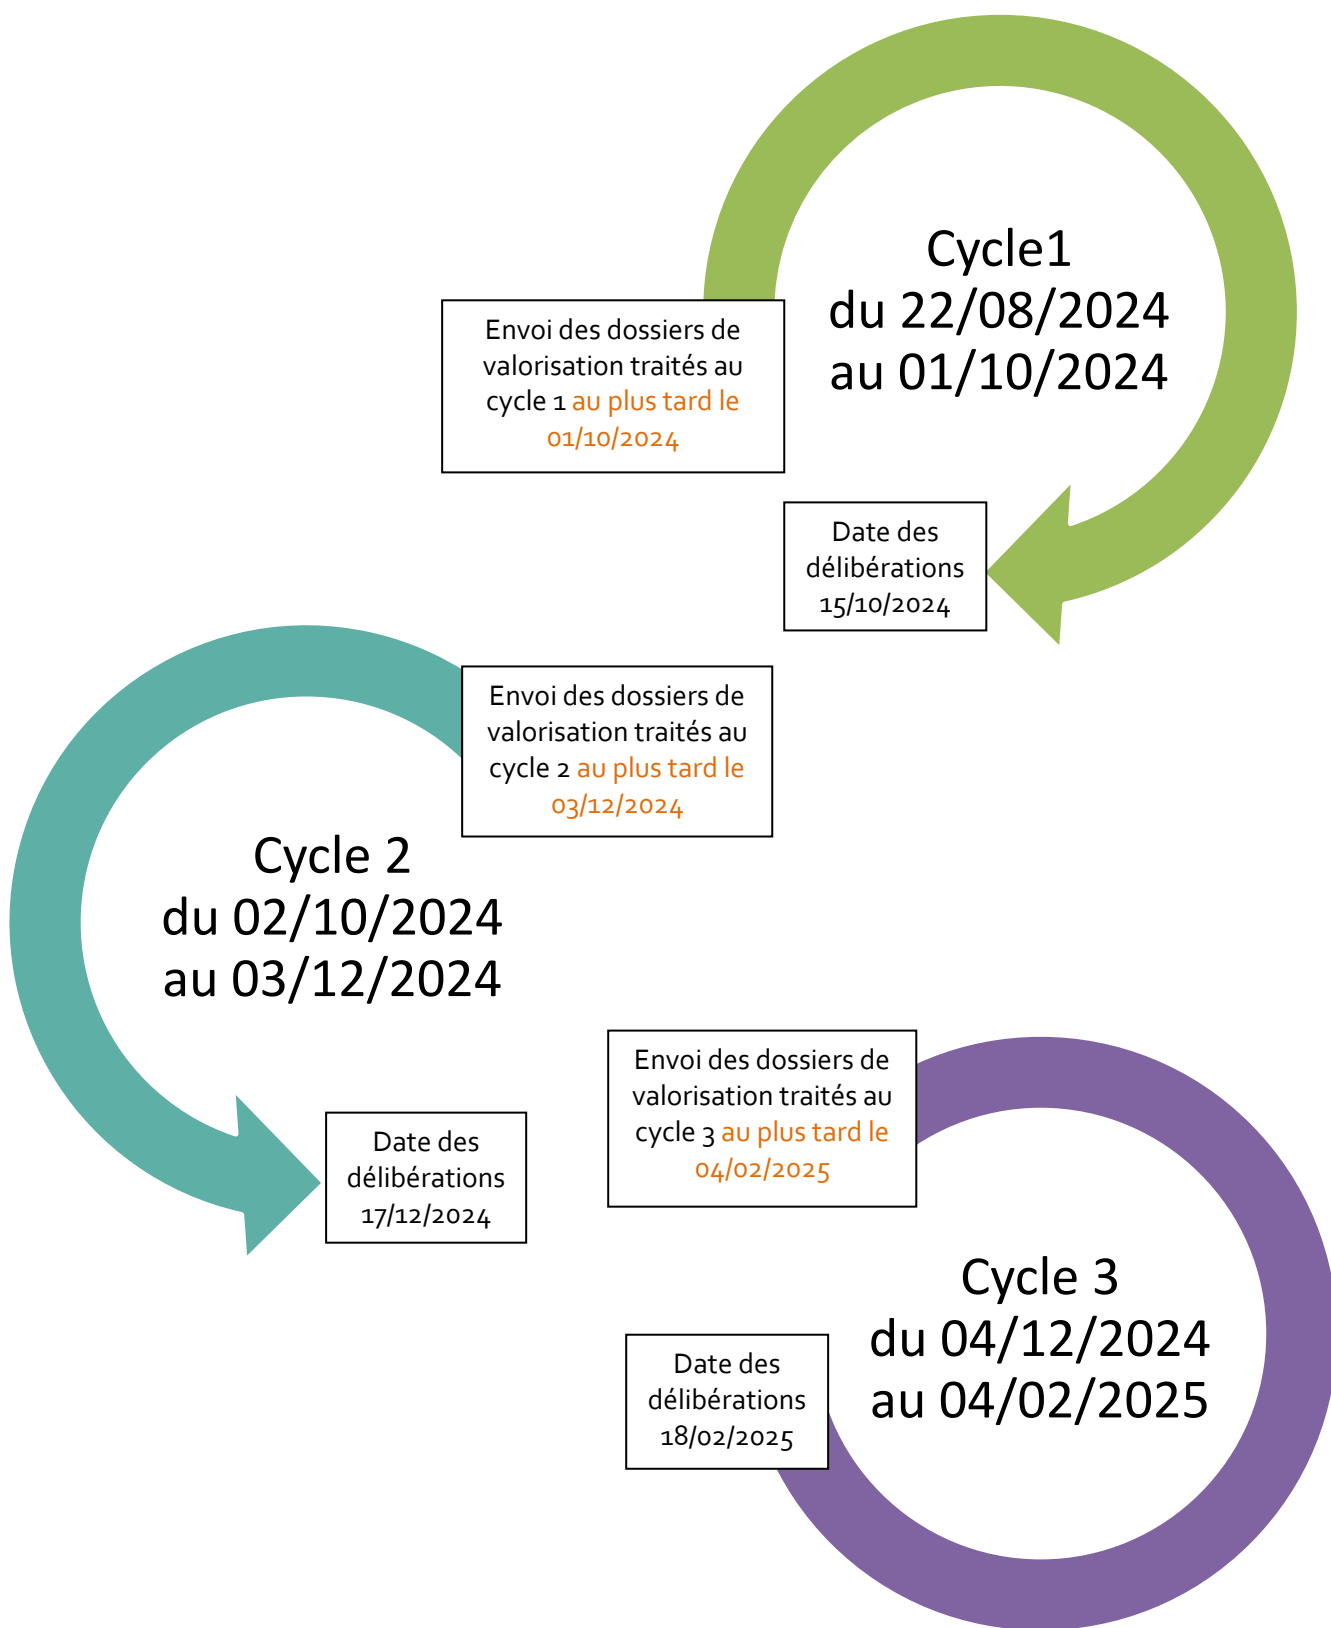 Cycle1
du 22/08/2024
au 01/10/2024
Envoi des dossiers de
valorisation traités au
cycle 1 au plus tard le
01/10/2024
Date des
délibérations
15/10/2024
Envoi des dossiers de
valorisation traités au
cycle 2 au plus tard le
03/12/2024
Cycle 2
du 02/10/2024
au 03/12/2024
Date des
délibérations
17/12/2024
Envoi des dossiers de
valorisation traités au
cycle 3 au plus tard le
04/02/2025
Cycle 3
du 04/12/2024
au 04/02/2025
Date des
délibérations
18/02/2025